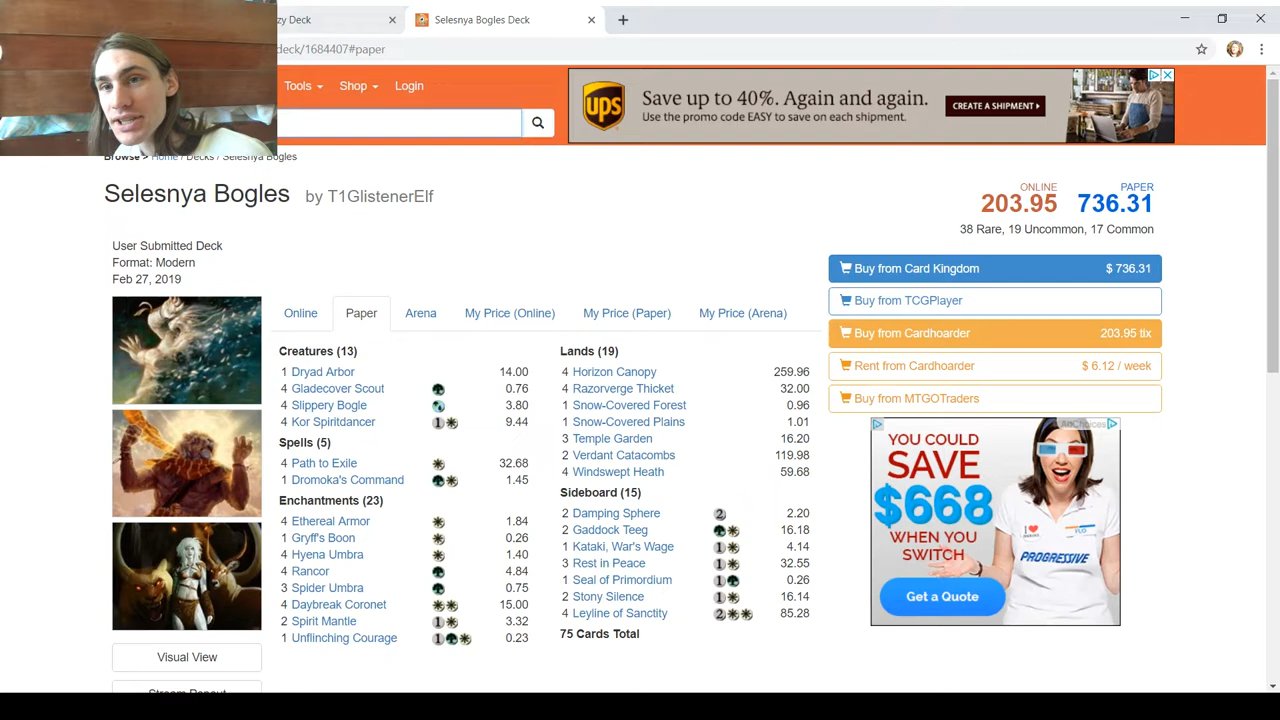 zy Deck
Selesnya Bogles Deck
deck/1684407#paper
Tools
Shop
Login
ups
Save up to 40%. Again and again.
Use the promo code EASY to save on each shipment.
CREATE A SHIPMENT
Browse > Home / Decks / Selesnya Bogles
Selesnya Bogles by T1GlistenerElf
ONLINE PAPER
203.95 736.31
38 Rare, 19 Uncommon, 17 Common
User Submitted Deck
Format: Modern
Feb 27, 2019
Buy from Card Kingdom $ 736.31
Buy from TCGPlayer
Buy from Cardhoarder 203.95 tix
Rent from Cardhoarder $ 6.12 / week
Buy from MTGOTraders
Online
Paper
Arena
My Price (Online)
My Price (Paper)
My Price (Arena)
Creatures (13)
1 Dryad Arbor 14.00
4 Gladecover Scout 0.76
4 Slippery Bogle 3.80
4 Kor Spiritdancer 1 9.44
Spells (5)
4 Path to Exile 32.68
1 Dromoka's Command 1.45
Enchantments (23)
4 Ethereal Armor 1.84
1 Gryff's Boon 0.26
4 Hyena Umbra 1.40
4 Rancor 4.84
3 Spider Umbra 0.75
4 Daybreak Coronet 15.00
2 Spirit Mantle 1 3.32
1 Unflinching Courage 1 0.23
Lands (19)
4 Horizon Canopy 259.96
4 Razorverge Thicket 32.00
1 Snow-Covered Forest 0.96
1 Snow-Covered Plains 1.01
3 Temple Garden 16.20
2 Verdant Catacombs 119.98
4 Windswept Heath 59.68
Sideboard (15)
2 Damping Sphere 2 2.20
2 Gaddock Teeg 16.18
1 Kataki, War's Wage 1 4.14
3 Rest in Peace 1 32.55
1 Seal of Primordium 1 0.26
2 Stony Silence 1 16.14
4 Leyline of Sanctity 2 85.28
75 Cards Total
Visual View
AdChoices
YOU COULD
SAVE
$668
WHEN YOU
SWITCH
PROGRESSIVE
Get a Quote